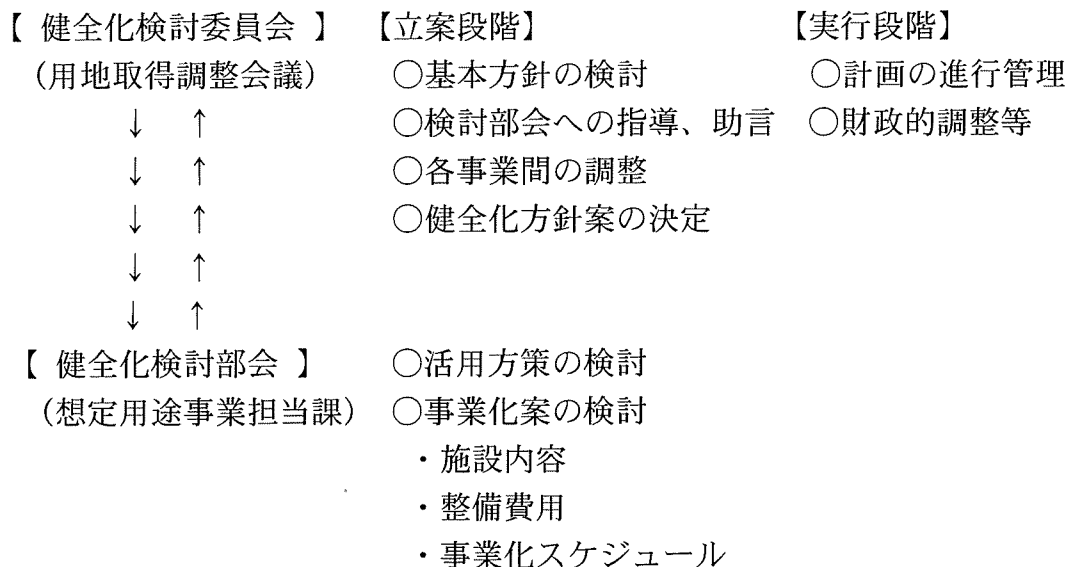 【 健全化検討委員会 】 【立案段階】 【実行段階】
(用地取得調整会議) ○基本方針の検討 ○計画の進行管理
↓ ↑ ○検討部会への指導、助言 ○財政的調整等
↓ ↑ ○各事業間の調整
↓ ↑ ○健全化方針案の決定
↓ ↑
↓ ↑
【 健全化検討部会 】 ○活用方策の検討
(想定用途事業担当課) ○事業化案の検討
・施設内容
・整備費用
・事業化スケジュール